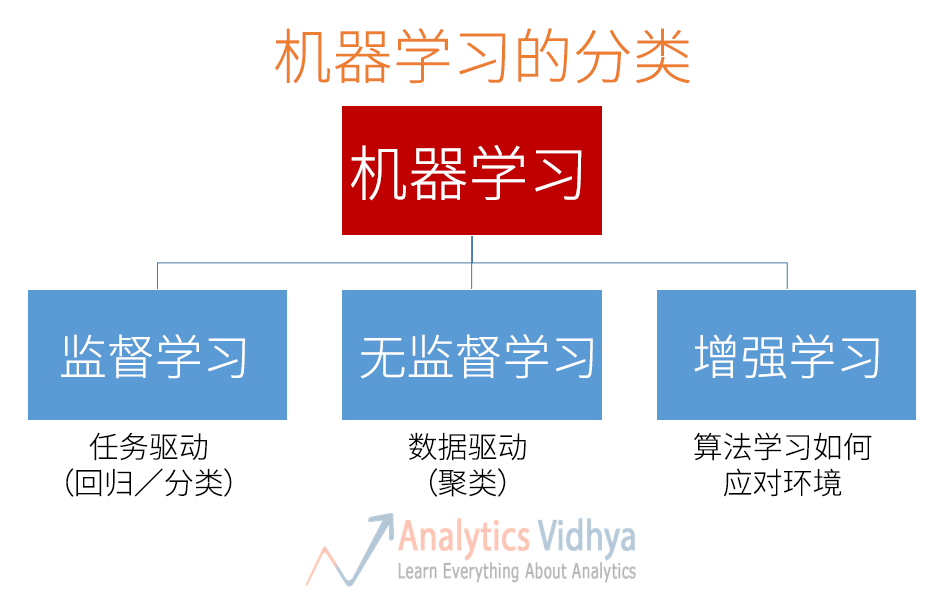 机器学习的分类
机器学习
监督学习
无监督学习
增强学习
任务驱动
（回归／分类）
数据驱动
（聚类）
算法学习如何
应对环境
Analytics Vidhya
Learn Everything About Analytics